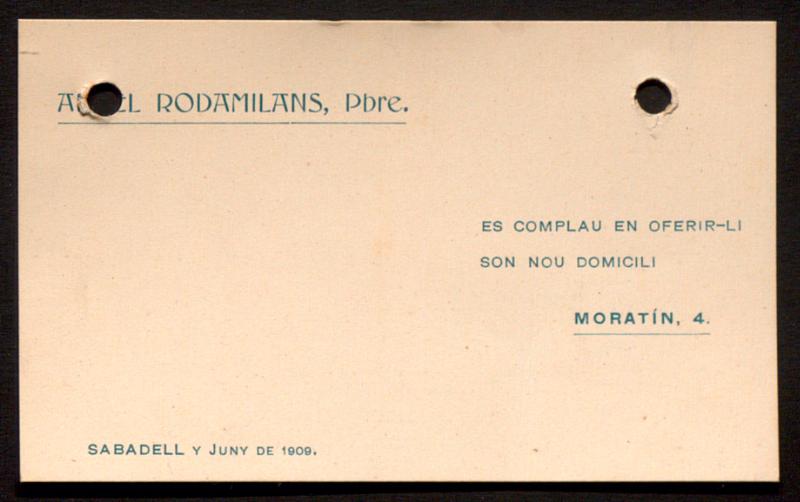 RODAMILANS, Pbre.
ES COMPLAU EN OFERIR-LI
SON NOU DOMICILI
MORATÍN, 4.
SABADELL Y JUNY DE 1909.